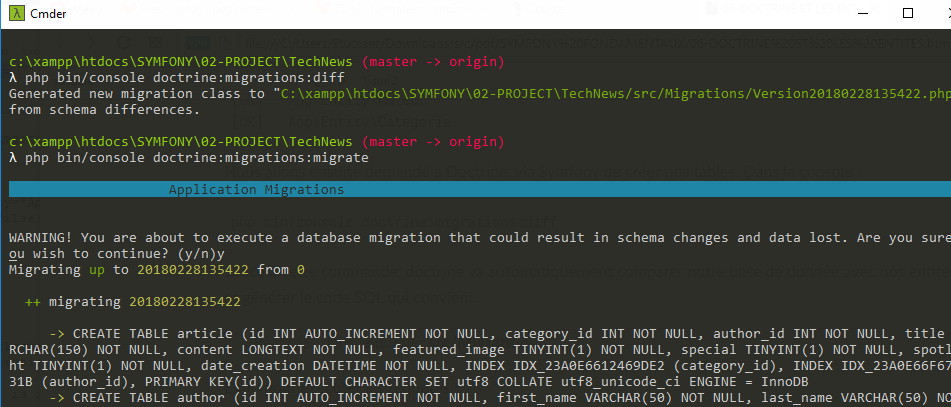 Cmder
c:\xampp\htdocs\SYMFONY\02-PROJECT\TechNews (master -> origin)
λ php bin/console doctrine:migrations:diff
Generated new migration class to "C:\xampp\htdocs\SYMFONY\02-PROJECT\TechNews/src/Migrations/Version20180228135422.php
from schema differences.
c:\xampp\htdocs\SYMFONY\02-PROJECT\TechNews (master -> origin)
λ php bin/console doctrine:migrations:migrate
Application Migrations
WARNING! You are about to execute a database migration that could result in schema changes and data lost. Are you sure
ou wish to continue? (y/n)y
Migrating up to 20180228135422 from 0
++ migrating 20180228135422
-> CREATE TABLE article (id INT AUTO_INCREMENT NOT NULL, category_id INT NOT NULL, author_id INT NOT NULL, title
RCHAR(150) NOT NULL, content LONGTEXT NOT NULL, featured_image TINYINT(1) NOT NULL, special TINYINT(1) NOT NULL, spotl
ht TINYINT(1) NOT NULL, date_creation DATETIME NOT NULL, INDEX IDX_23A0E6612469DE2 (category_id), INDEX IDX_23A0E66F67
31B (author_id), PRIMARY KEY(id)) DEFAULT CHARACTER SET utf8 COLLATE utf8_unicode_ci ENGINE = InnoDB
-> CREATE TABLE author (id INT AUTO_INCREMENT NOT NULL, first_name VARCHAR(50) NOT NULL, last_name VARCHAR(50) N